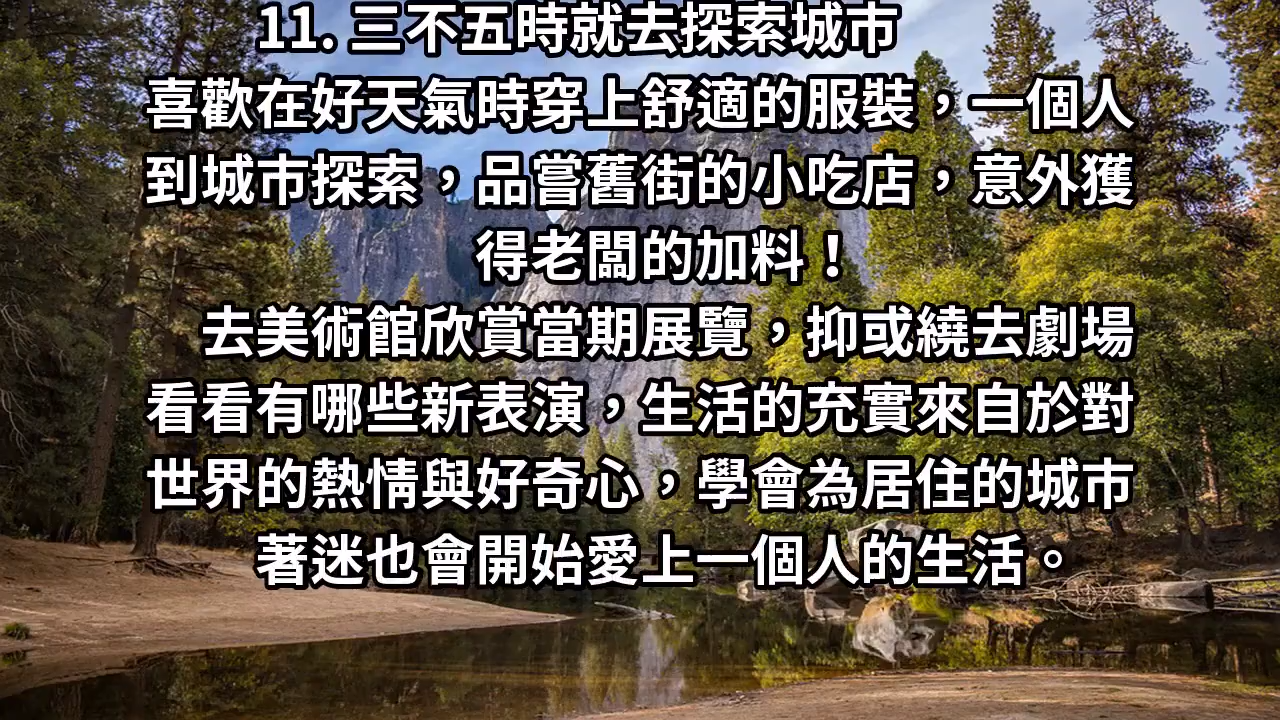 11. 三不五時就去探索城市
喜歡在好天氣時穿上舒適的服裝，一個人
到城市探索，品嘗舊街的小吃店，意外獲
得老闆的加料！
去美術館欣賞當期展覽，抑或繞去劇場
看看有哪些新表演，生活的充實來自於對
世界的熱情與好奇心，學會為居住的城市
著迷也會開始愛上一個人的生活。